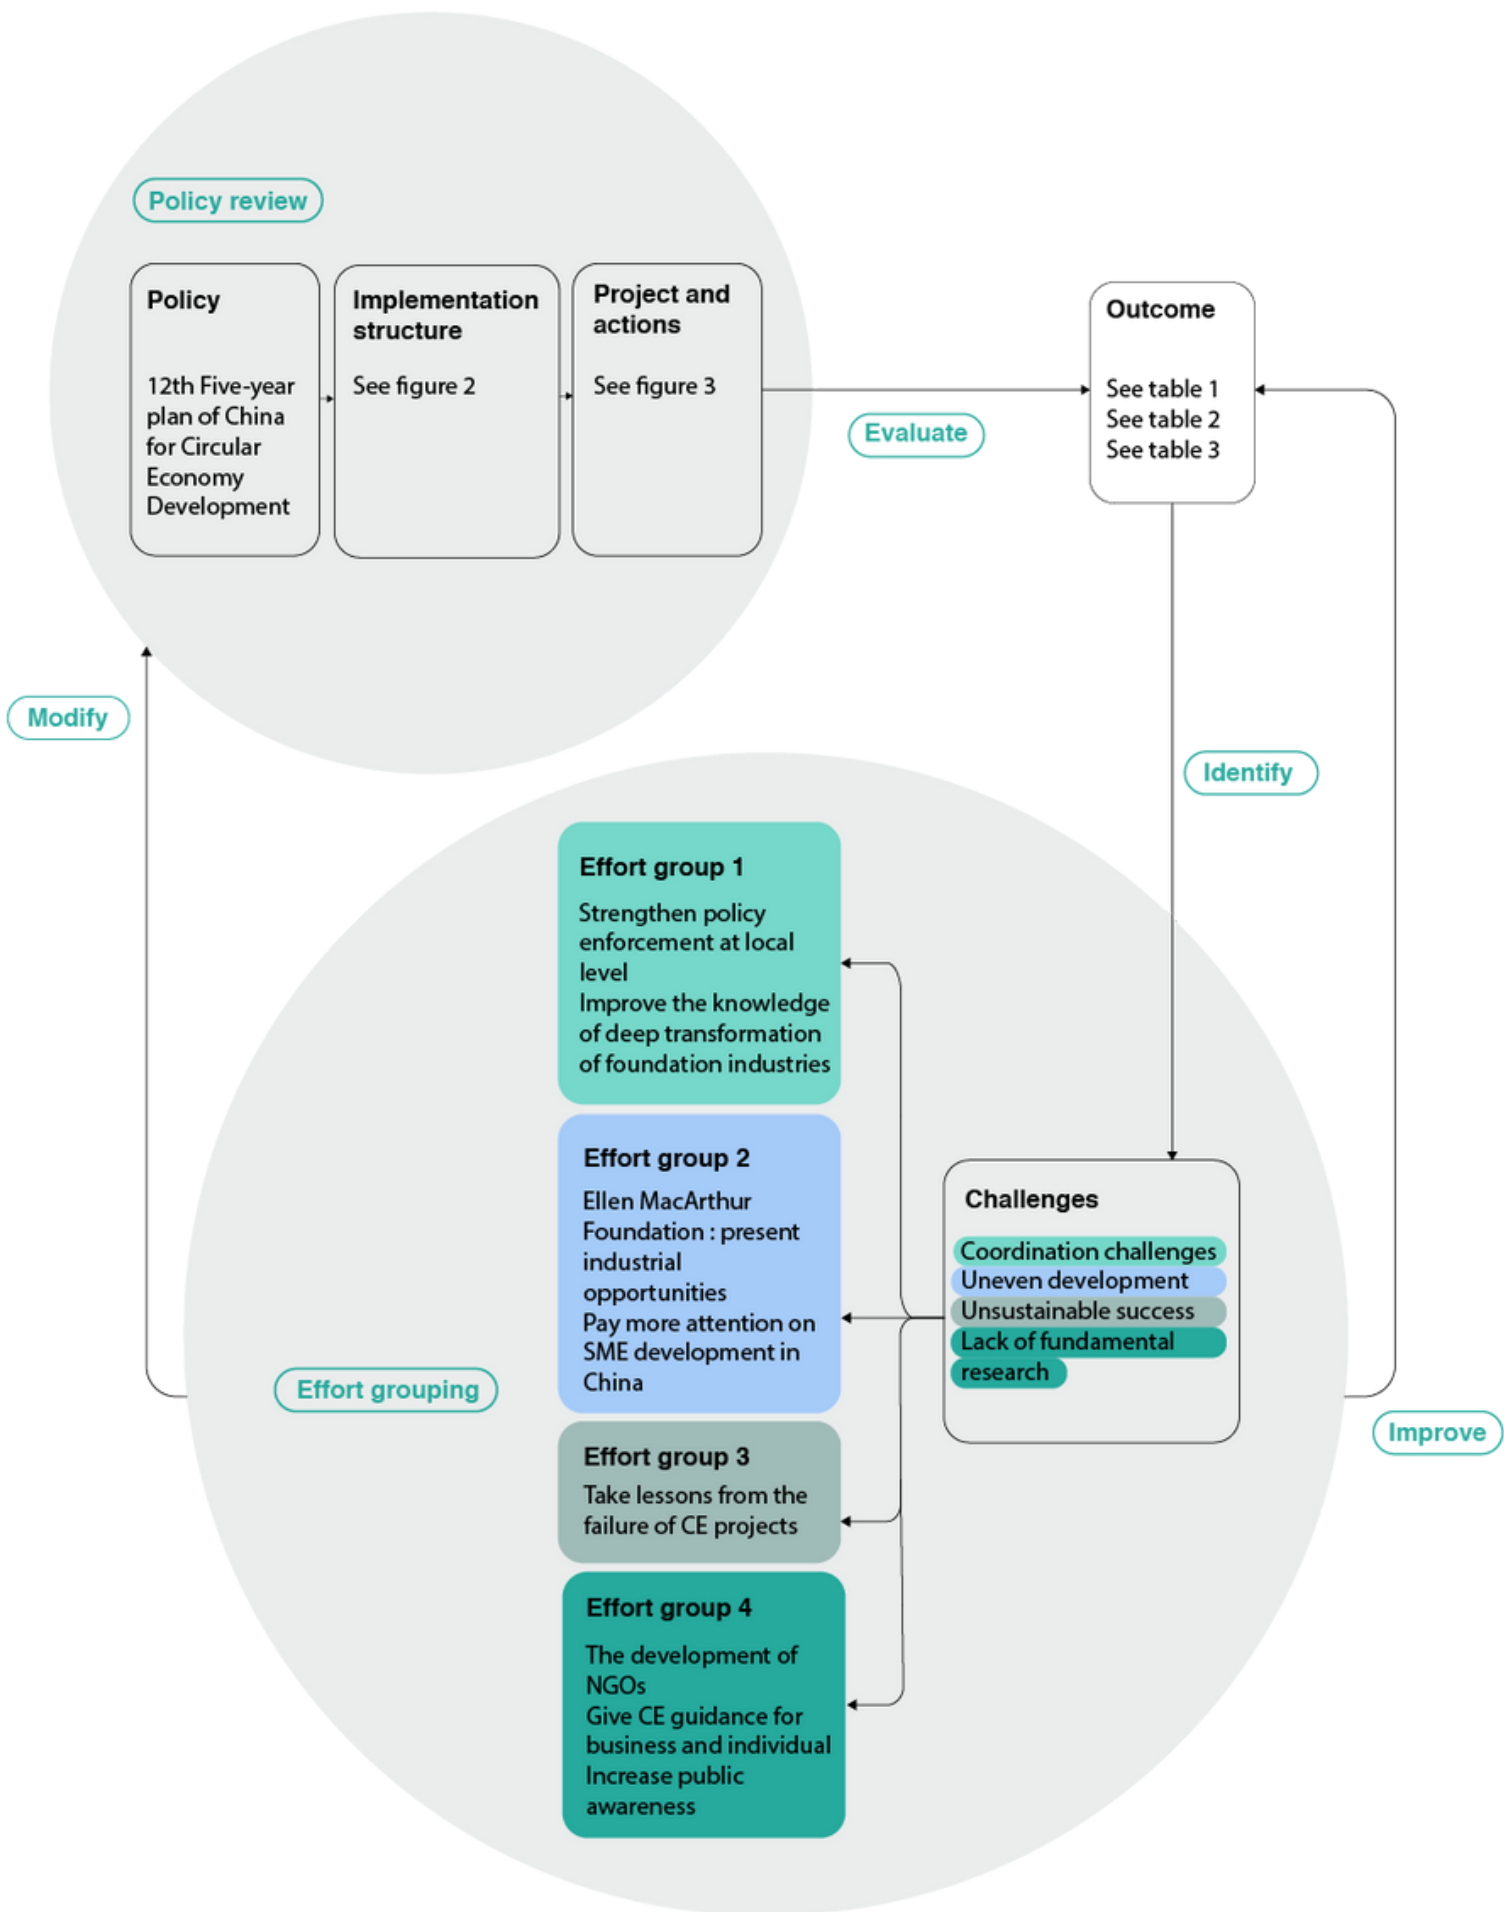 Policy review
Policy
12th Five-year
plan of China
for Circular
Economy
Development
Implementation
structure
See figure 2
Project and
actions
See figure 3
Evaluate
Outcome
See table 1
See table 2
See table 3
Modify
Identify
Effort group 1
Strengthen policy
enforcement at local
level
Improve the knowledge
of deep transformation
of foundation industries
Effort group 2
Ellen MacArthur
Foundation : present
industrial
opportunities
Pay more attention on
SME development in
China
Challenges
Coordination challenges
Uneven development
Unsustainable success
Lack of fundamental
research
Effort grouping
Improve
Effort group 3
Take lessons from the
failure of CE projects
Effort group 4
The development of
NGOs
Give CE guidance for
business and individual
Increase public
awareness